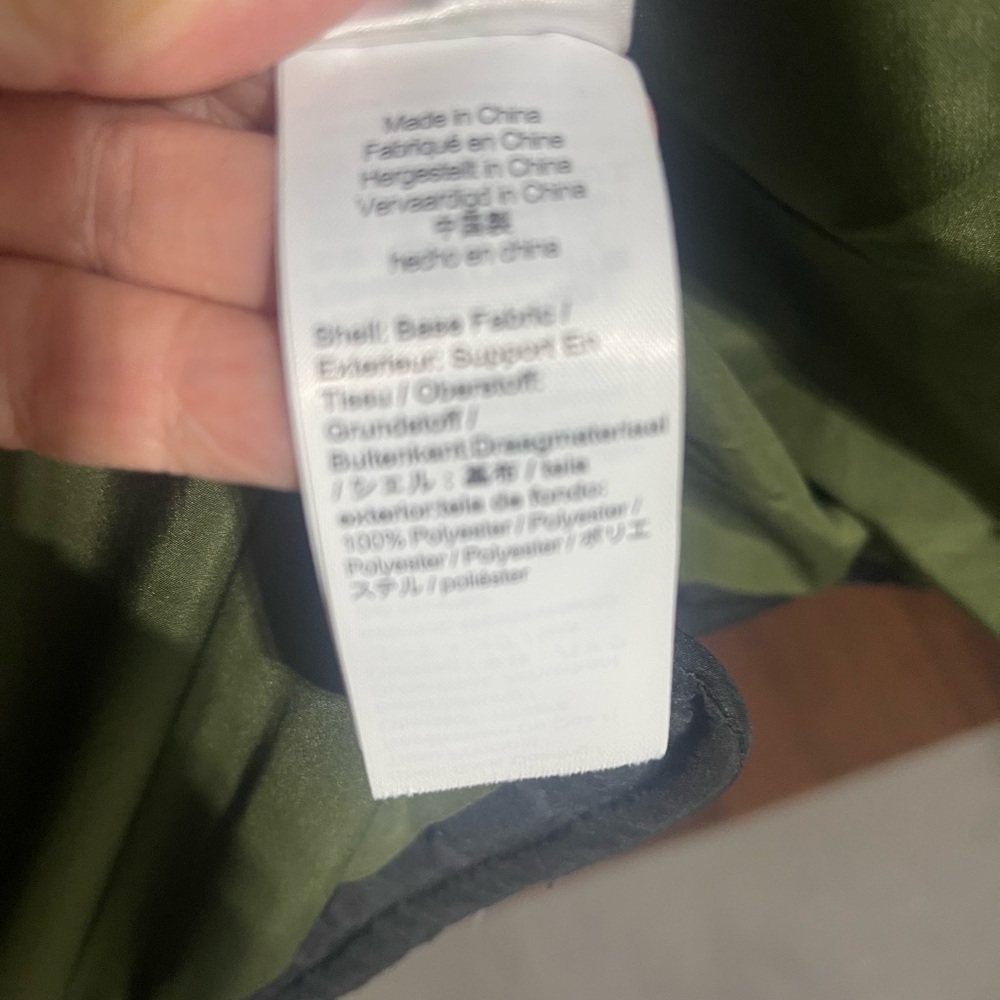 Made in China
Fabriqué en Chine
Hergestellt in China
Vervaardigd in China
中国製
hecho en china
Shell: Base Fabric /
Exterieur: Support En
Tissu / Oberstoff:
Grundstoff /
Buitenkant:Draagmateriaal
/ シェル：基布 / tela
exterior:tela de fondo:
100% Polyester / Polyester /
Polyester / Polyester / ポリエ
ステル / poliéster